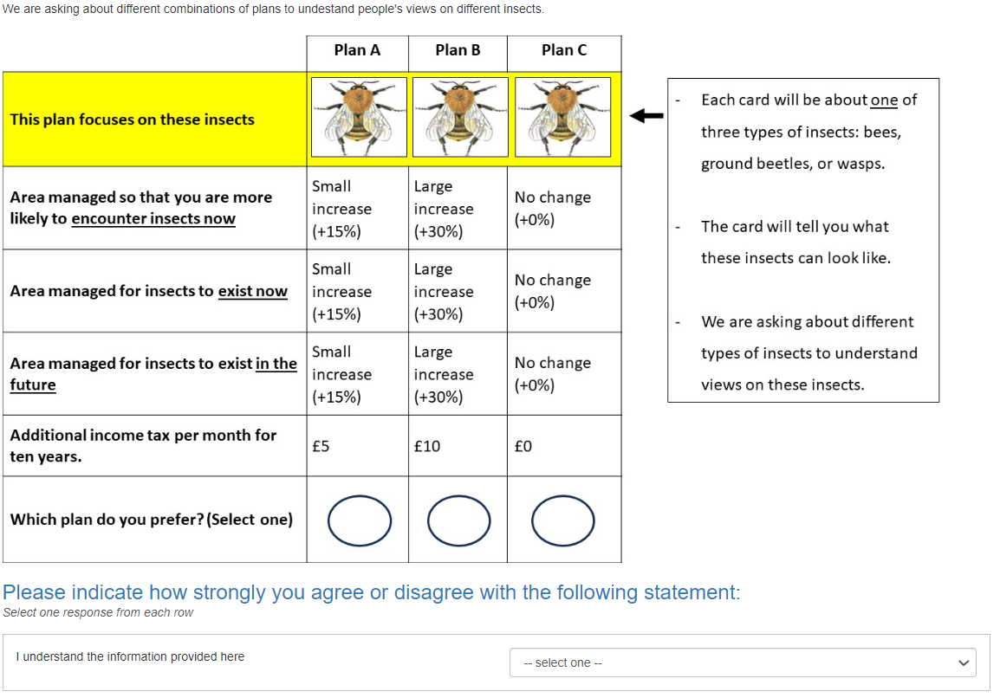 We are asking about different combinations of plans to undestand people's views on different insects.
Plan A Plan B Plan C
This plan focuses on these insects
Area managed so that you are more
likely to encounter insects now
Small
increase
(+15%)
Large
increase
(+30%)
No change
(+0%)
Area managed for insects to exist now
Small
increase
(+15%)
Large
increase
(+30%)
No change
(+0%)
Area managed for insects to exist in the
future
Small
increase
(+15%)
Large
increase
(+30%)
No change
(+0%)
Additional income tax per month for
ten years.
£5 £10 £0
Which plan do you prefer? (Select one)
- Each card will be about one of
three types of insects: bees,
ground beetles, or wasps.
- The card will tell you what
these insects can look like.
- We are asking about different
types of insects to understand
views on these insects.
Please indicate how strongly you agree or disagree with the following statement:
Select one response from each row
I understand the information provided here
-- select one --